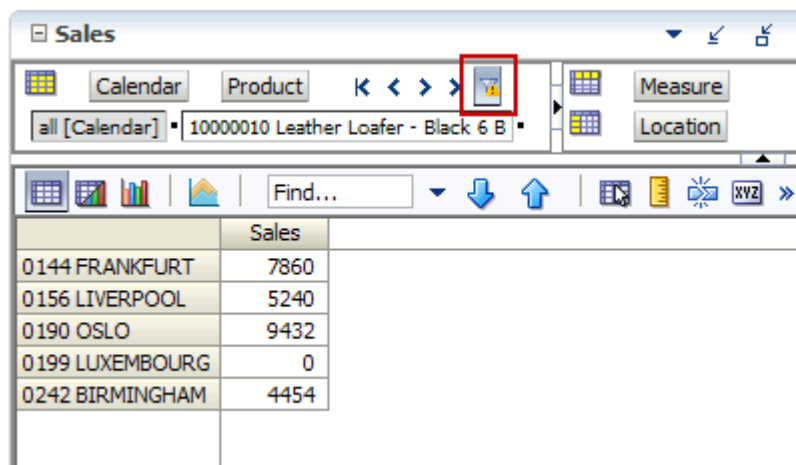 Sales
Calendar Product Measure
all [Calendar] 10000010 Leather Loafer - Black 6 B Location
Find... XYZ
Sales
0144 FRANKFURT 7860
0156 LIVERPOOL 5240
0190 OSLO 9432
0199 LUXEMBOURG 0
0242 BIRMINGHAM 4454